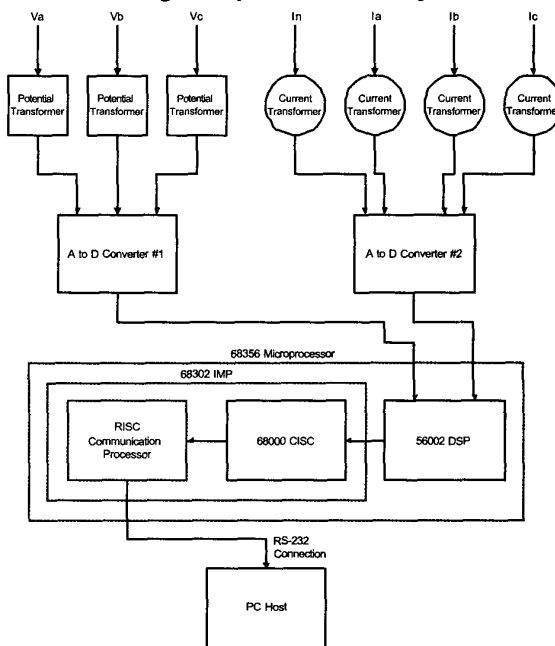 Va Vb Vc In Ia Ib Ic
Potential
Transformer
Potential
Transformer
Potential
Transformer
Current
Transformer
Current
Transformer
Current
Transformer
Current
Transformer
A to D Converter #1
A to D Converter #2
68356 Microprocessor
68302 IMP
RISC
Communication
Processor
68000 CISC
56002 DSP
RS-232
Connection
PC Host